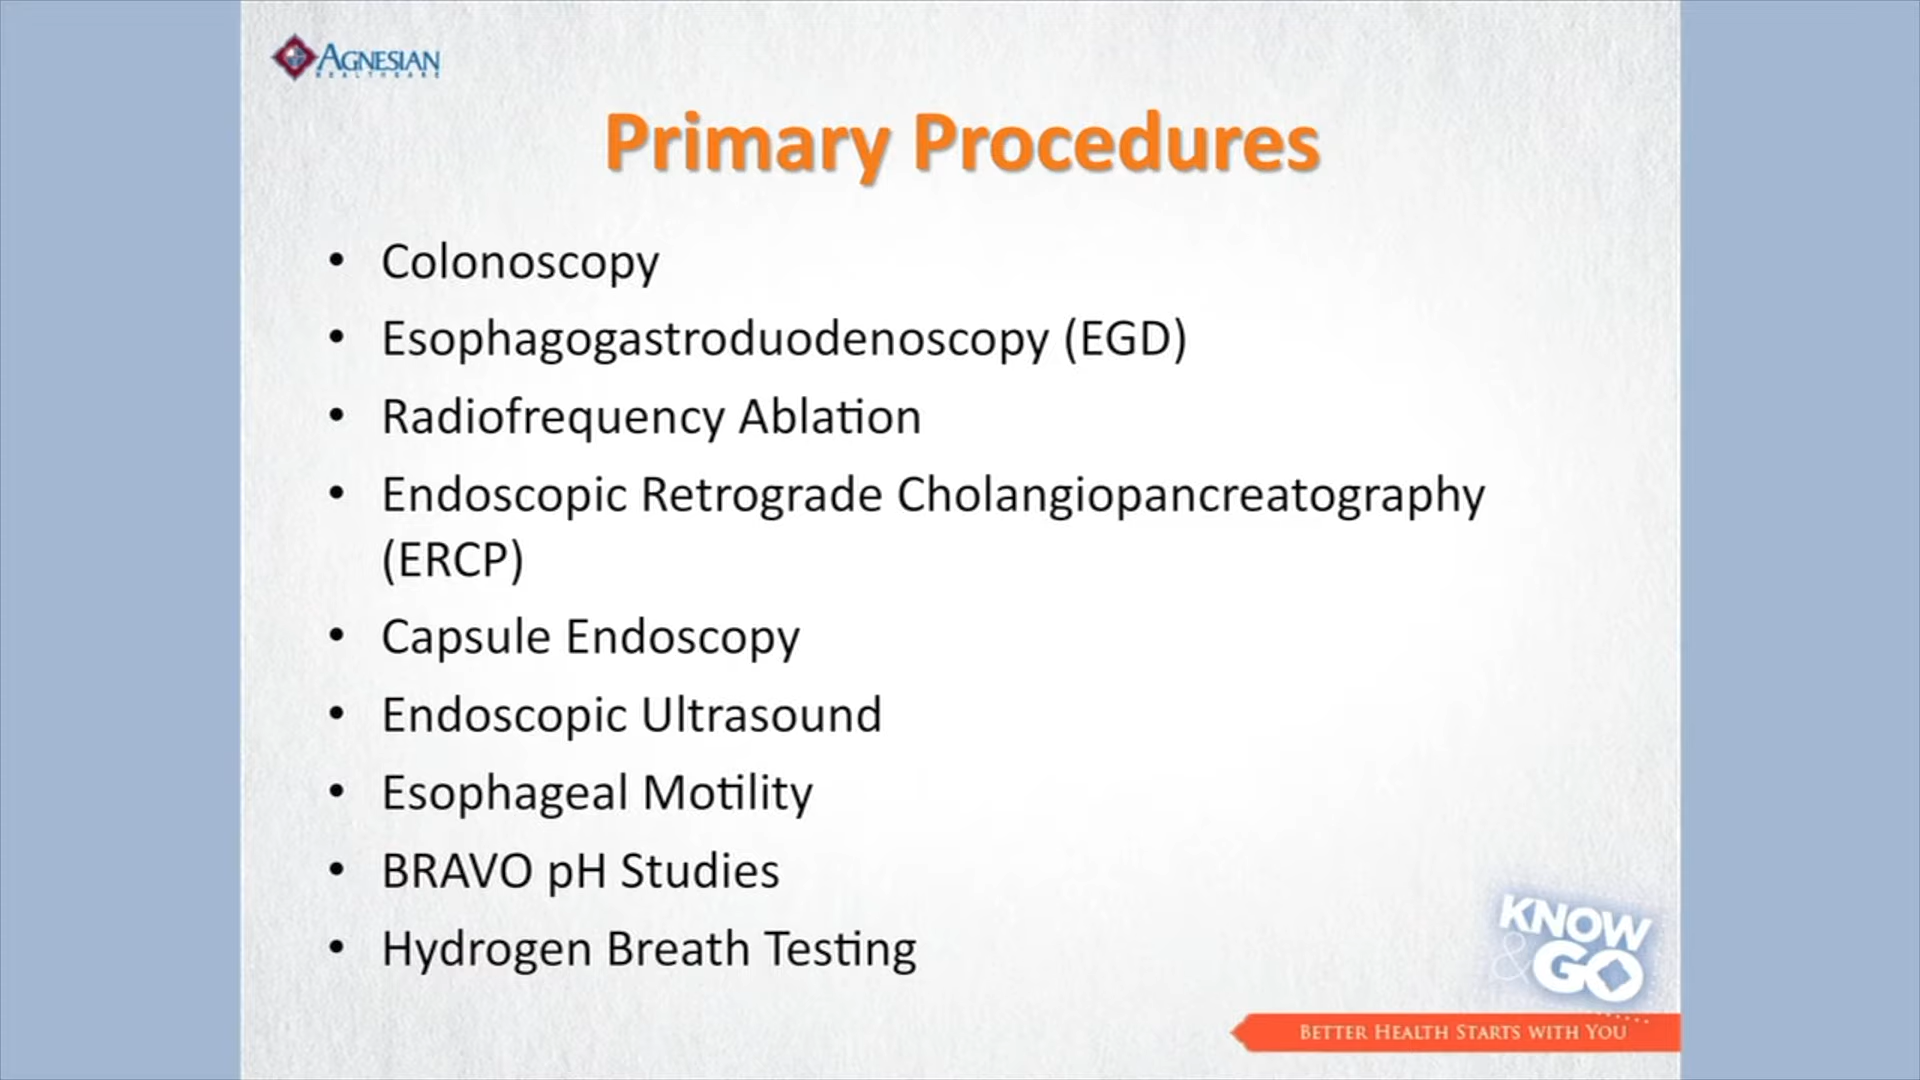 AGNESIAN
HEALTHCARE
Primary Procedures
• Colonoscopy
• Esophagogastroduodenoscopy (EGD)
• Radiofrequency Ablation
• Endoscopic Retrograde Cholangiopancreatography
(ERCP)
• Capsule Endoscopy
• Endoscopic Ultrasound
• Esophageal Motility
• BRAVO pH Studies
• Hydrogen Breath Testing
KNOW
& GO
BETTER HEALTH STARTS WITH YOU